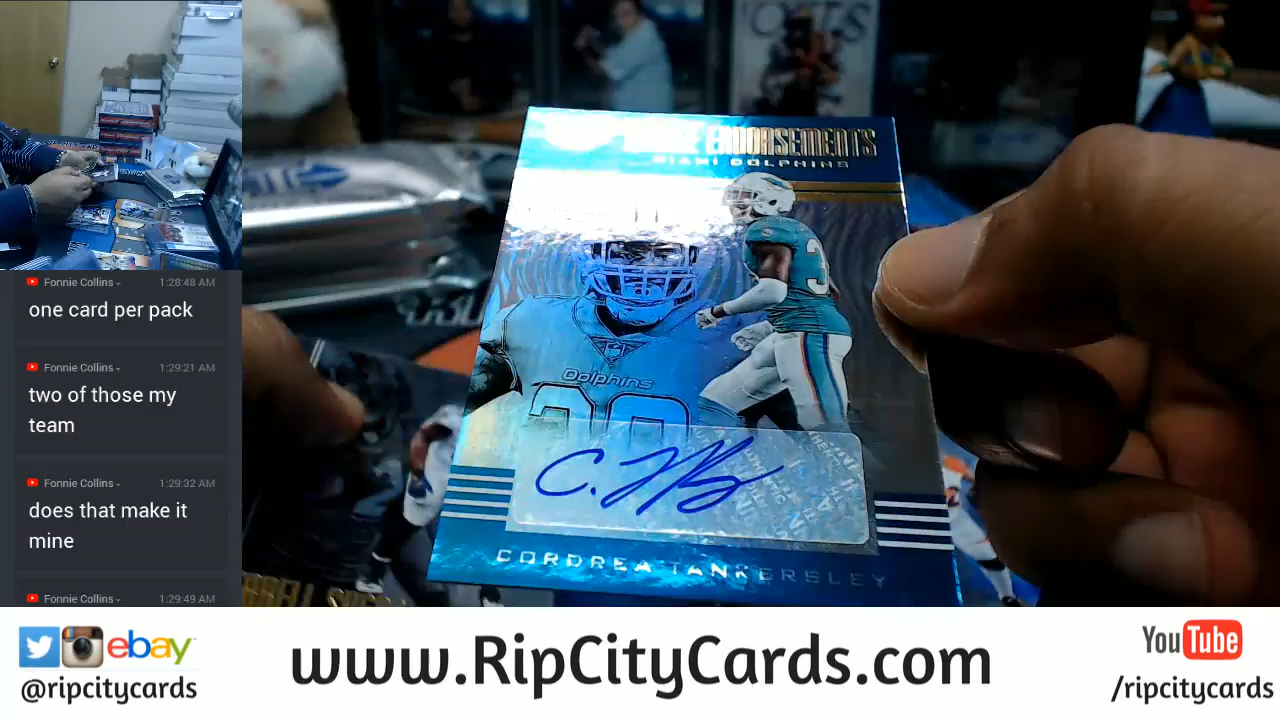 Fonnie Collins
1:28:48 AM
one card per pack
Fonnie Collins
1:29:21 AM
two of those my
team
Fonnie Collins
1:29:32 AM
does that make it
mine
Fonnie Collins
1:29:49 AM
ENDORSEMENTS
MIAMI DOLPHINS
Dolphins
CORDREA TANKERSLEY
ebay
@ripcitycards
www.RipCityCards.com
YouTube
/ripcitycards